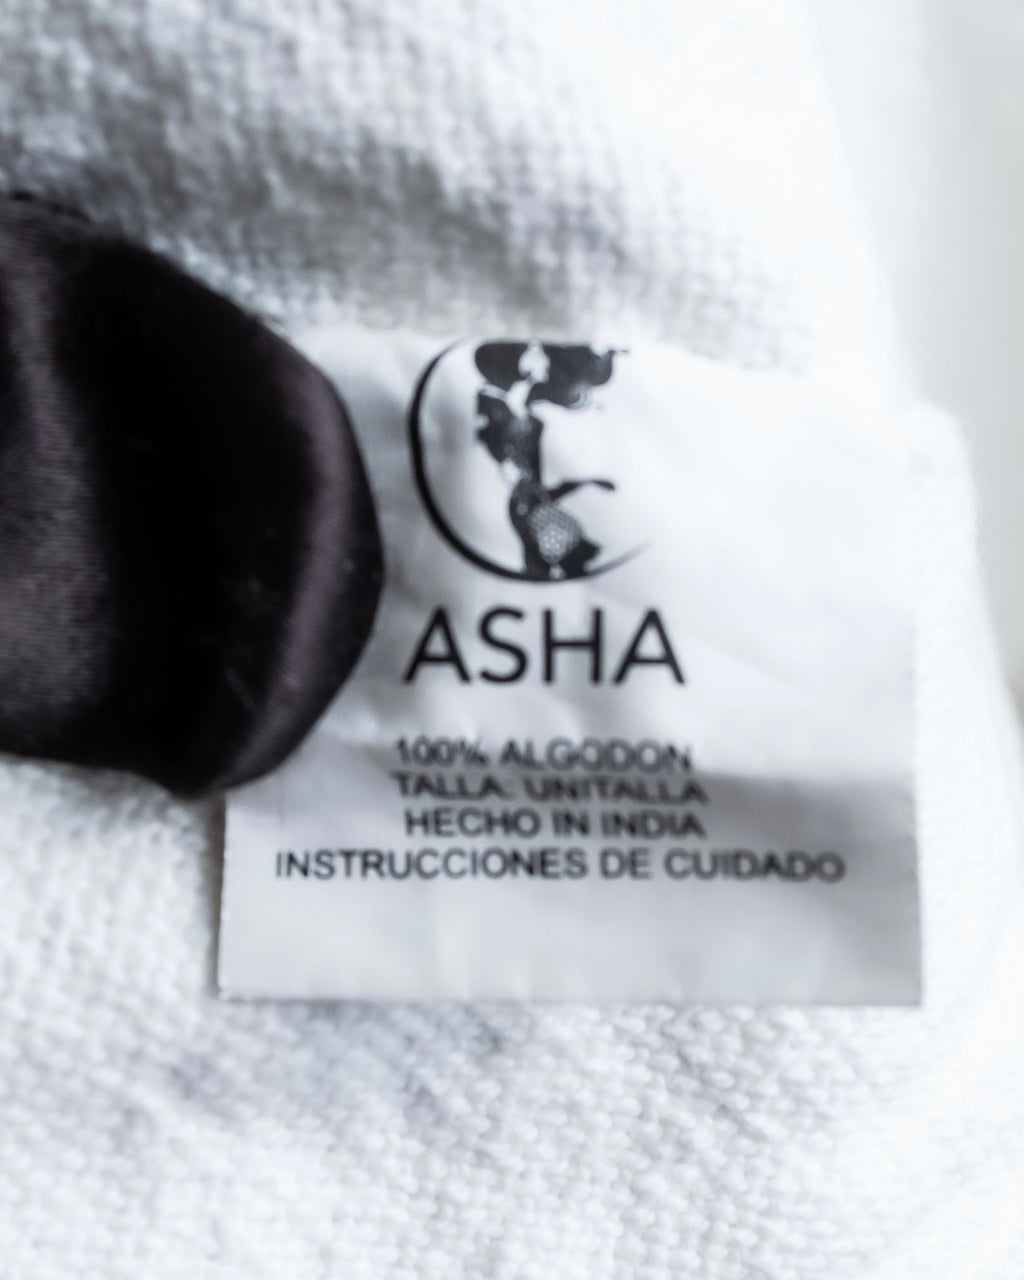 ASHA
100% ALGODON
TALLA: UNITALLA
HECHO IN INDIA
INSTRUCCIONES DE CUIDADO